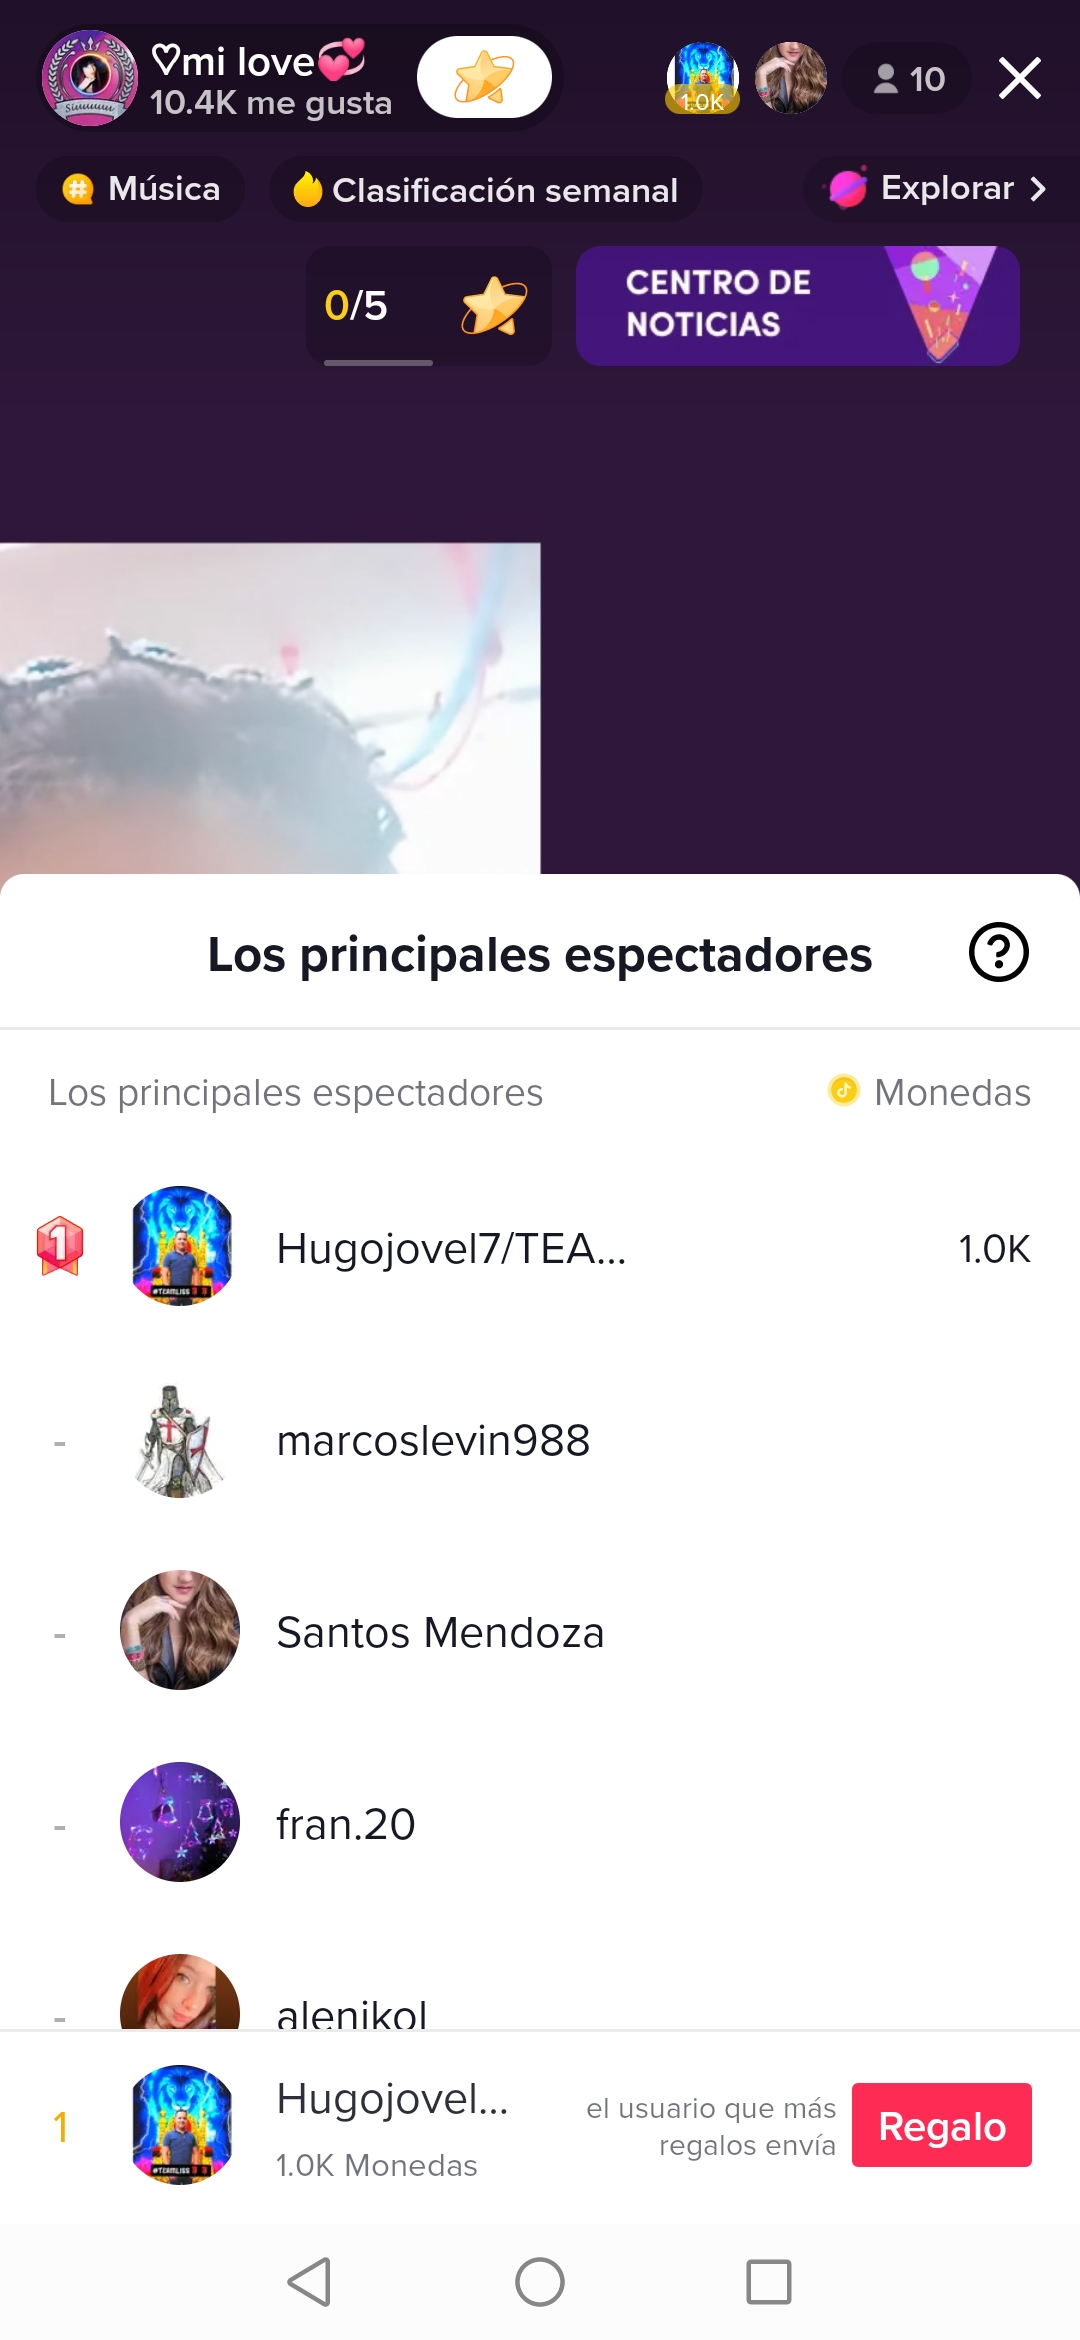 ♡mi love💞
10.4K me gusta
1.0K
10
Música
Clasificación semanal
Explorar
0/5
CENTRO DE
NOTICIAS
Los principales espectadores
Los principales espectadores
Monedas
1
Hugojovel7/TEA...
1.0K
- marcoslevin988
- Santos Mendoza
- fran.20
- alenikol
1
Hugojovel...
1.0K Monedas
el usuario que más
regalos envía
Regalo